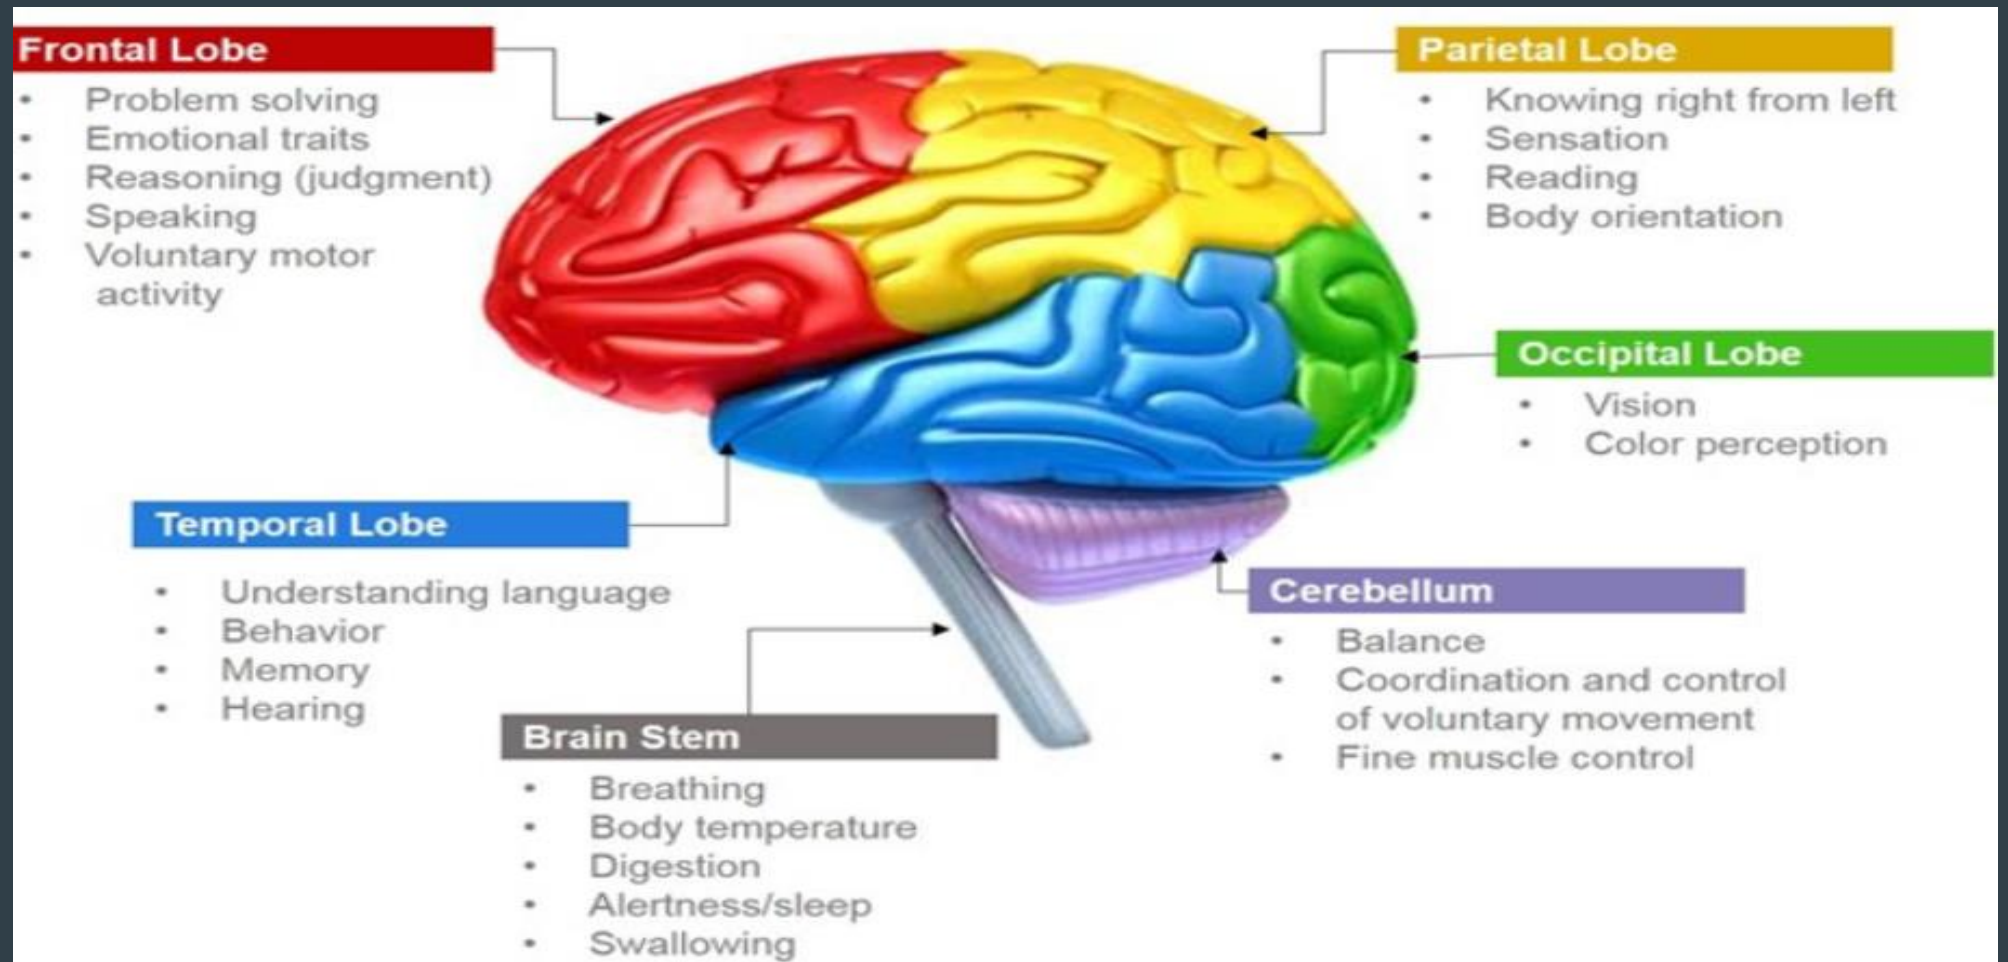 Frontal Lobe
• Problem solving
• Emotional traits
• Reasoning (judgment)
• Speaking
• Voluntary motor
activity
Parietal Lobe
• Knowing right from left
• Sensation
• Reading
• Body orientation
Occipital Lobe
• Vision
• Color perception
Temporal Lobe
• Understanding language
• Behavior
• Memory
• Hearing
Cerebellum
• Balance
• Coordination and control
of voluntary movement
• Fine muscle control
Brain Stem
• Breathing
• Body temperature
• Digestion
• Alertness/sleep
• Swallowing